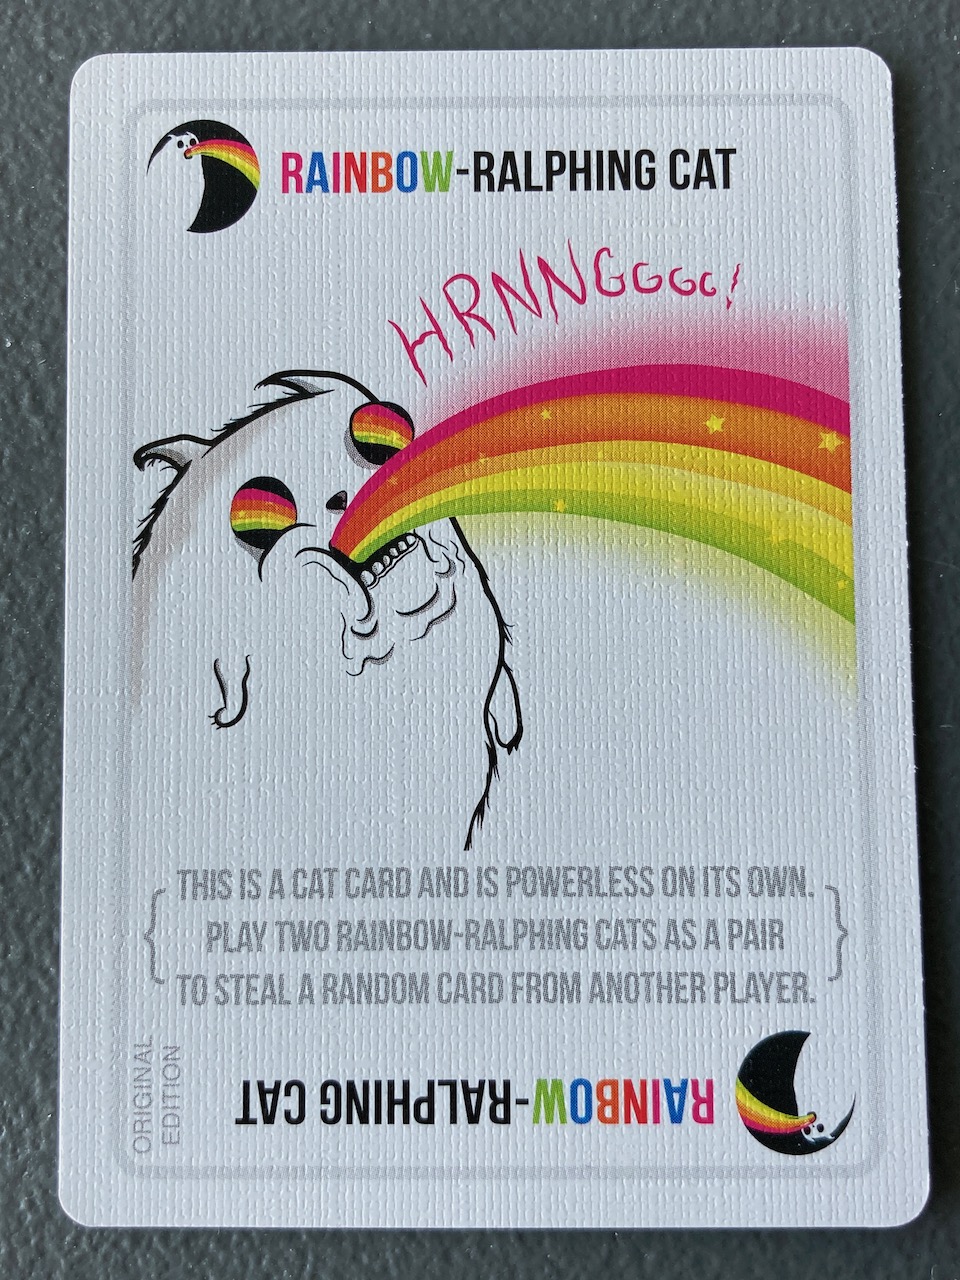 RAINBOW-RALPHING CAT
HRNNGGGGG!
THIS IS A CAT CARD AND IS POWERLESS ON ITS OWN.
PLAY TWO RAINBOW-RALPHING CATS AS A PAIR
TO STEAL A RANDOM CARD FROM ANOTHER PLAYER.
ORIGINAL
EDITION
RAINBOW-RALPHING CAT